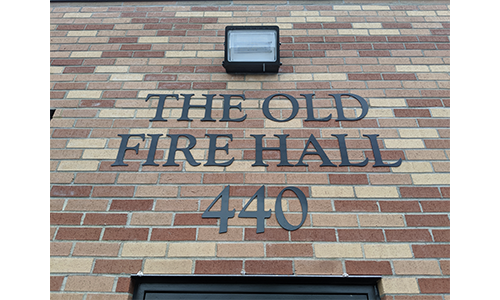 THE OLD
FIRE HALL
440